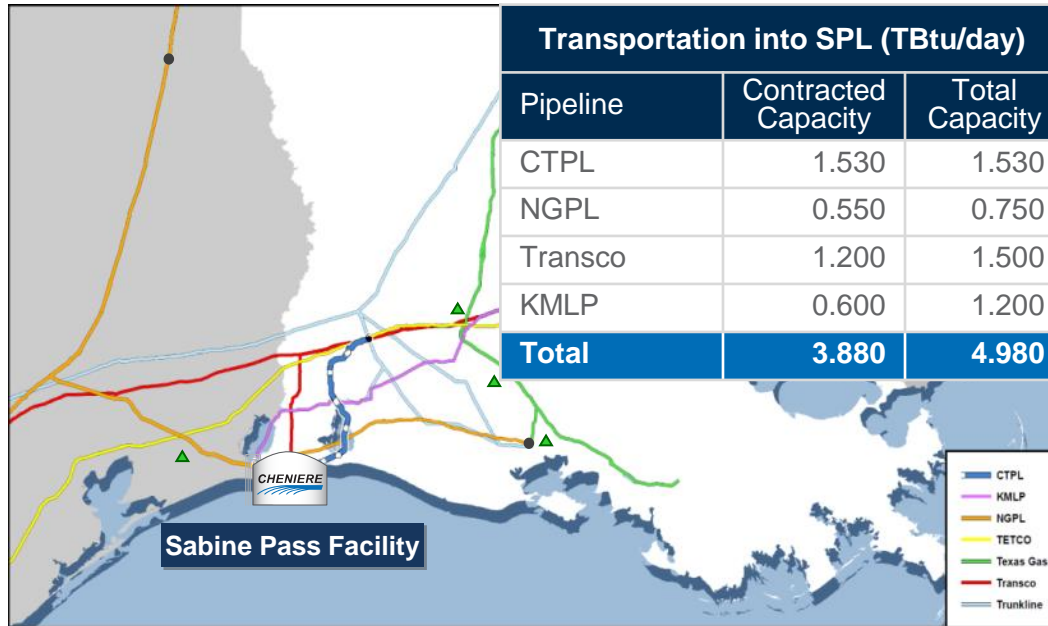 Transportation into SPL (TBtu/day)
Pipeline Contracted Capacity Total Capacity
CTPL 1.530 1.530
NGPL 0.550 0.750
Transco 1.200 1.500
KMLP 0.600 1.200
Total 3.880 4.980
CHENIERE
Sabine Pass Facility
CTPL
KMLP
NGPL
TETCO
Texas Gas
Transco
Trunkline